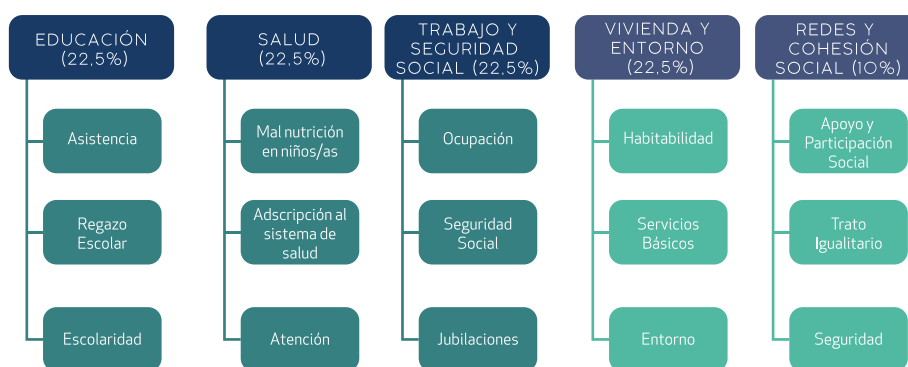 EDUCACIÓN
(22,5%)
Asistencia
Regazo
Escolar
Escolaridad
SALUD
(22,5%)
Mal nutrición
en niños/as
Adscripción al
sistema de
salud
Atención
TRABAJO Y
SEGURIDAD
SOCIAL (22,5%)
Ocupación
Seguridad
Social
Jubilaciones
VIVIENDA Y
ENTORNO
(22,5%)
Habitabilidad
Servicios
Básicos
Entorno
REDES Y
COHESIÓN
SOCIAL (10%)
Apoyo y
Participación
Social
Trato
Igualitario
Seguridad